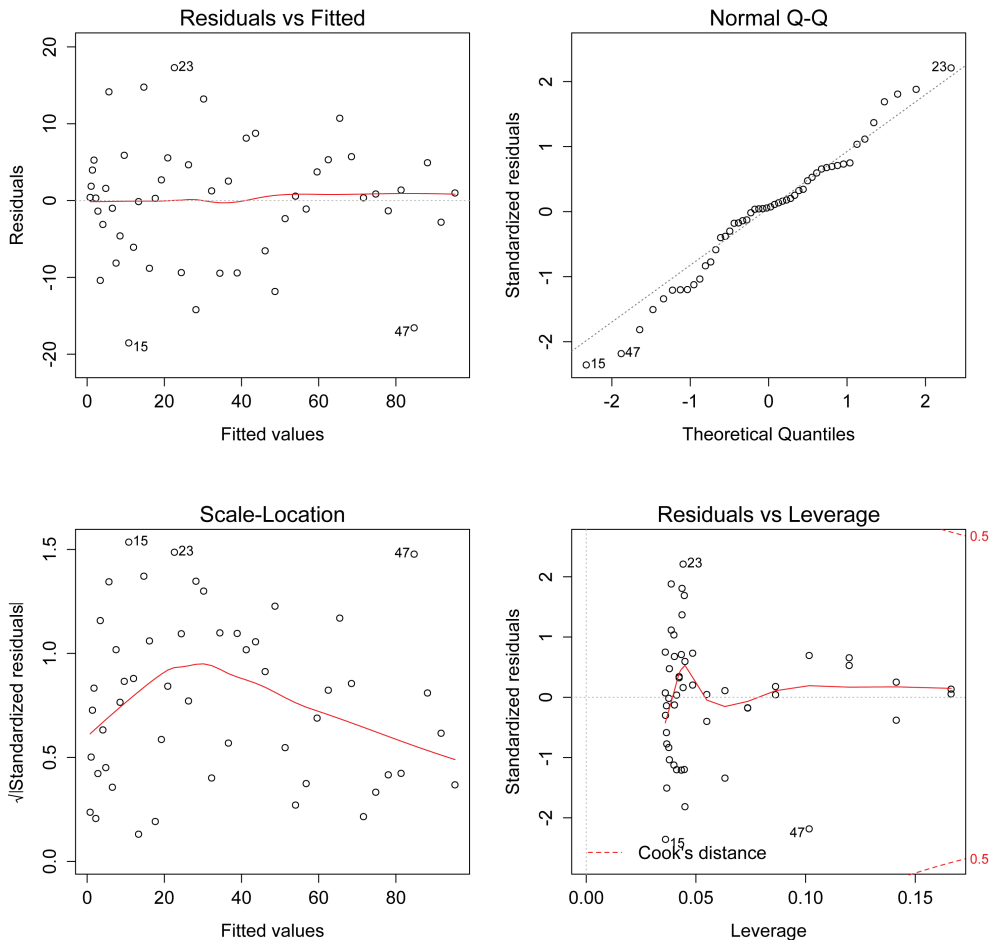 Residuals vs Fitted
20
10
0
-10
-20
Residuals
23
15
47
0 20 40 60 80
Fitted values
Normal Q-Q
2
1
0
-1
-2
Standardized residuals
23
15
47
-2 -1 0 1 2
Theoretical Quantiles
Scale-Location
1.5
1.0
0.5
0.0
√|Standardized residuals|
15
23
47
0 20 40 60 80
Fitted values
Residuals vs Leverage
2
1
0
-1
-2
Standardized residuals
0.5
23
47
15
Cook's distance
0.5
0.00 0.05 0.10 0.15
Leverage